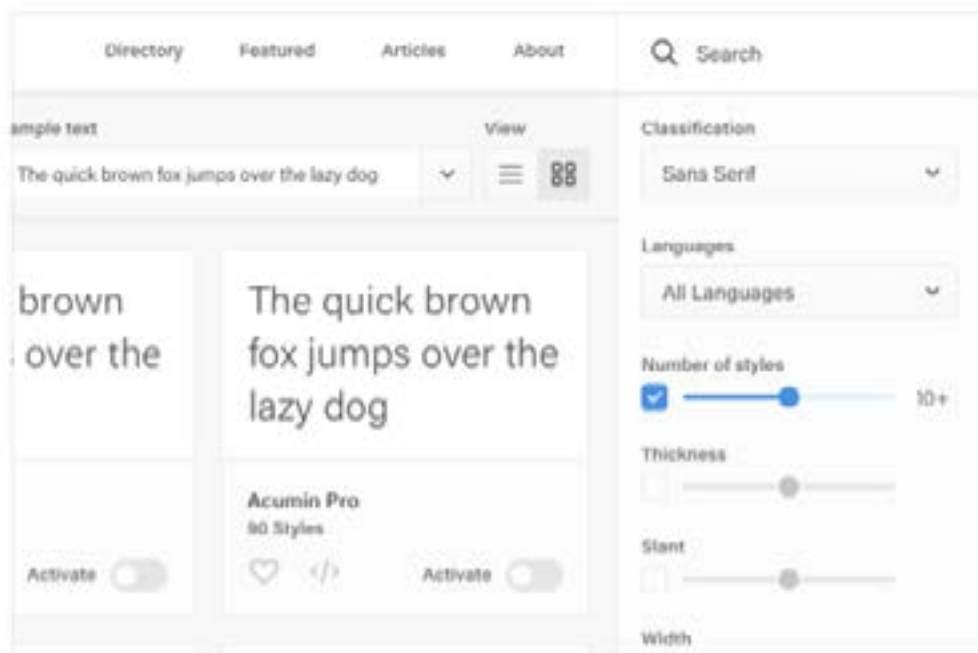 Directory Featured Articles About
Search
ample text
View
The quick brown fox jumps over the lazy dog
brown
over the
Activate
The quick brown
fox jumps over the
lazy dog
Acumin Pro
90 Styles
</>
Activate
Classification
Sans Serif
Languages
All Languages
Number of styles
10+
Thickness
Slant
Width